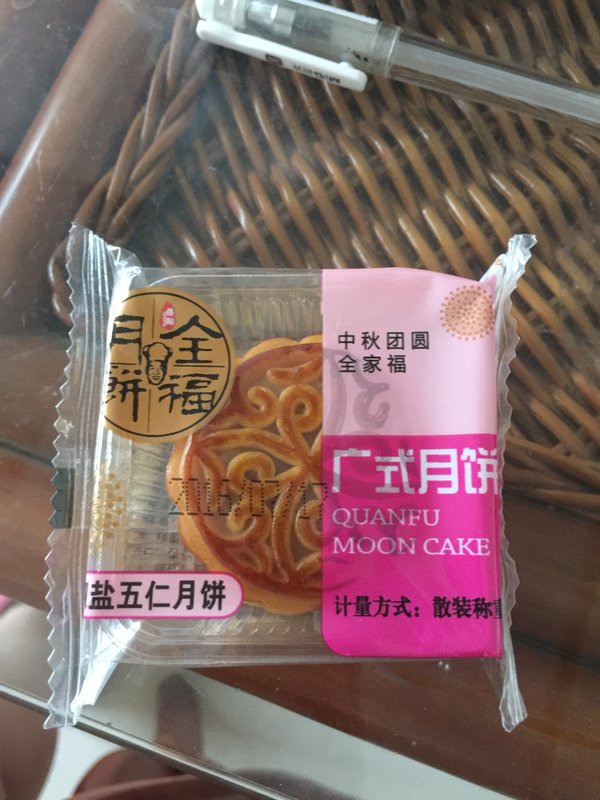 全福
月饼
中秋团圆
全家福
广式月饼
QUANFU
MOON CAKE
计量方式：散装称重
盐五仁月饼